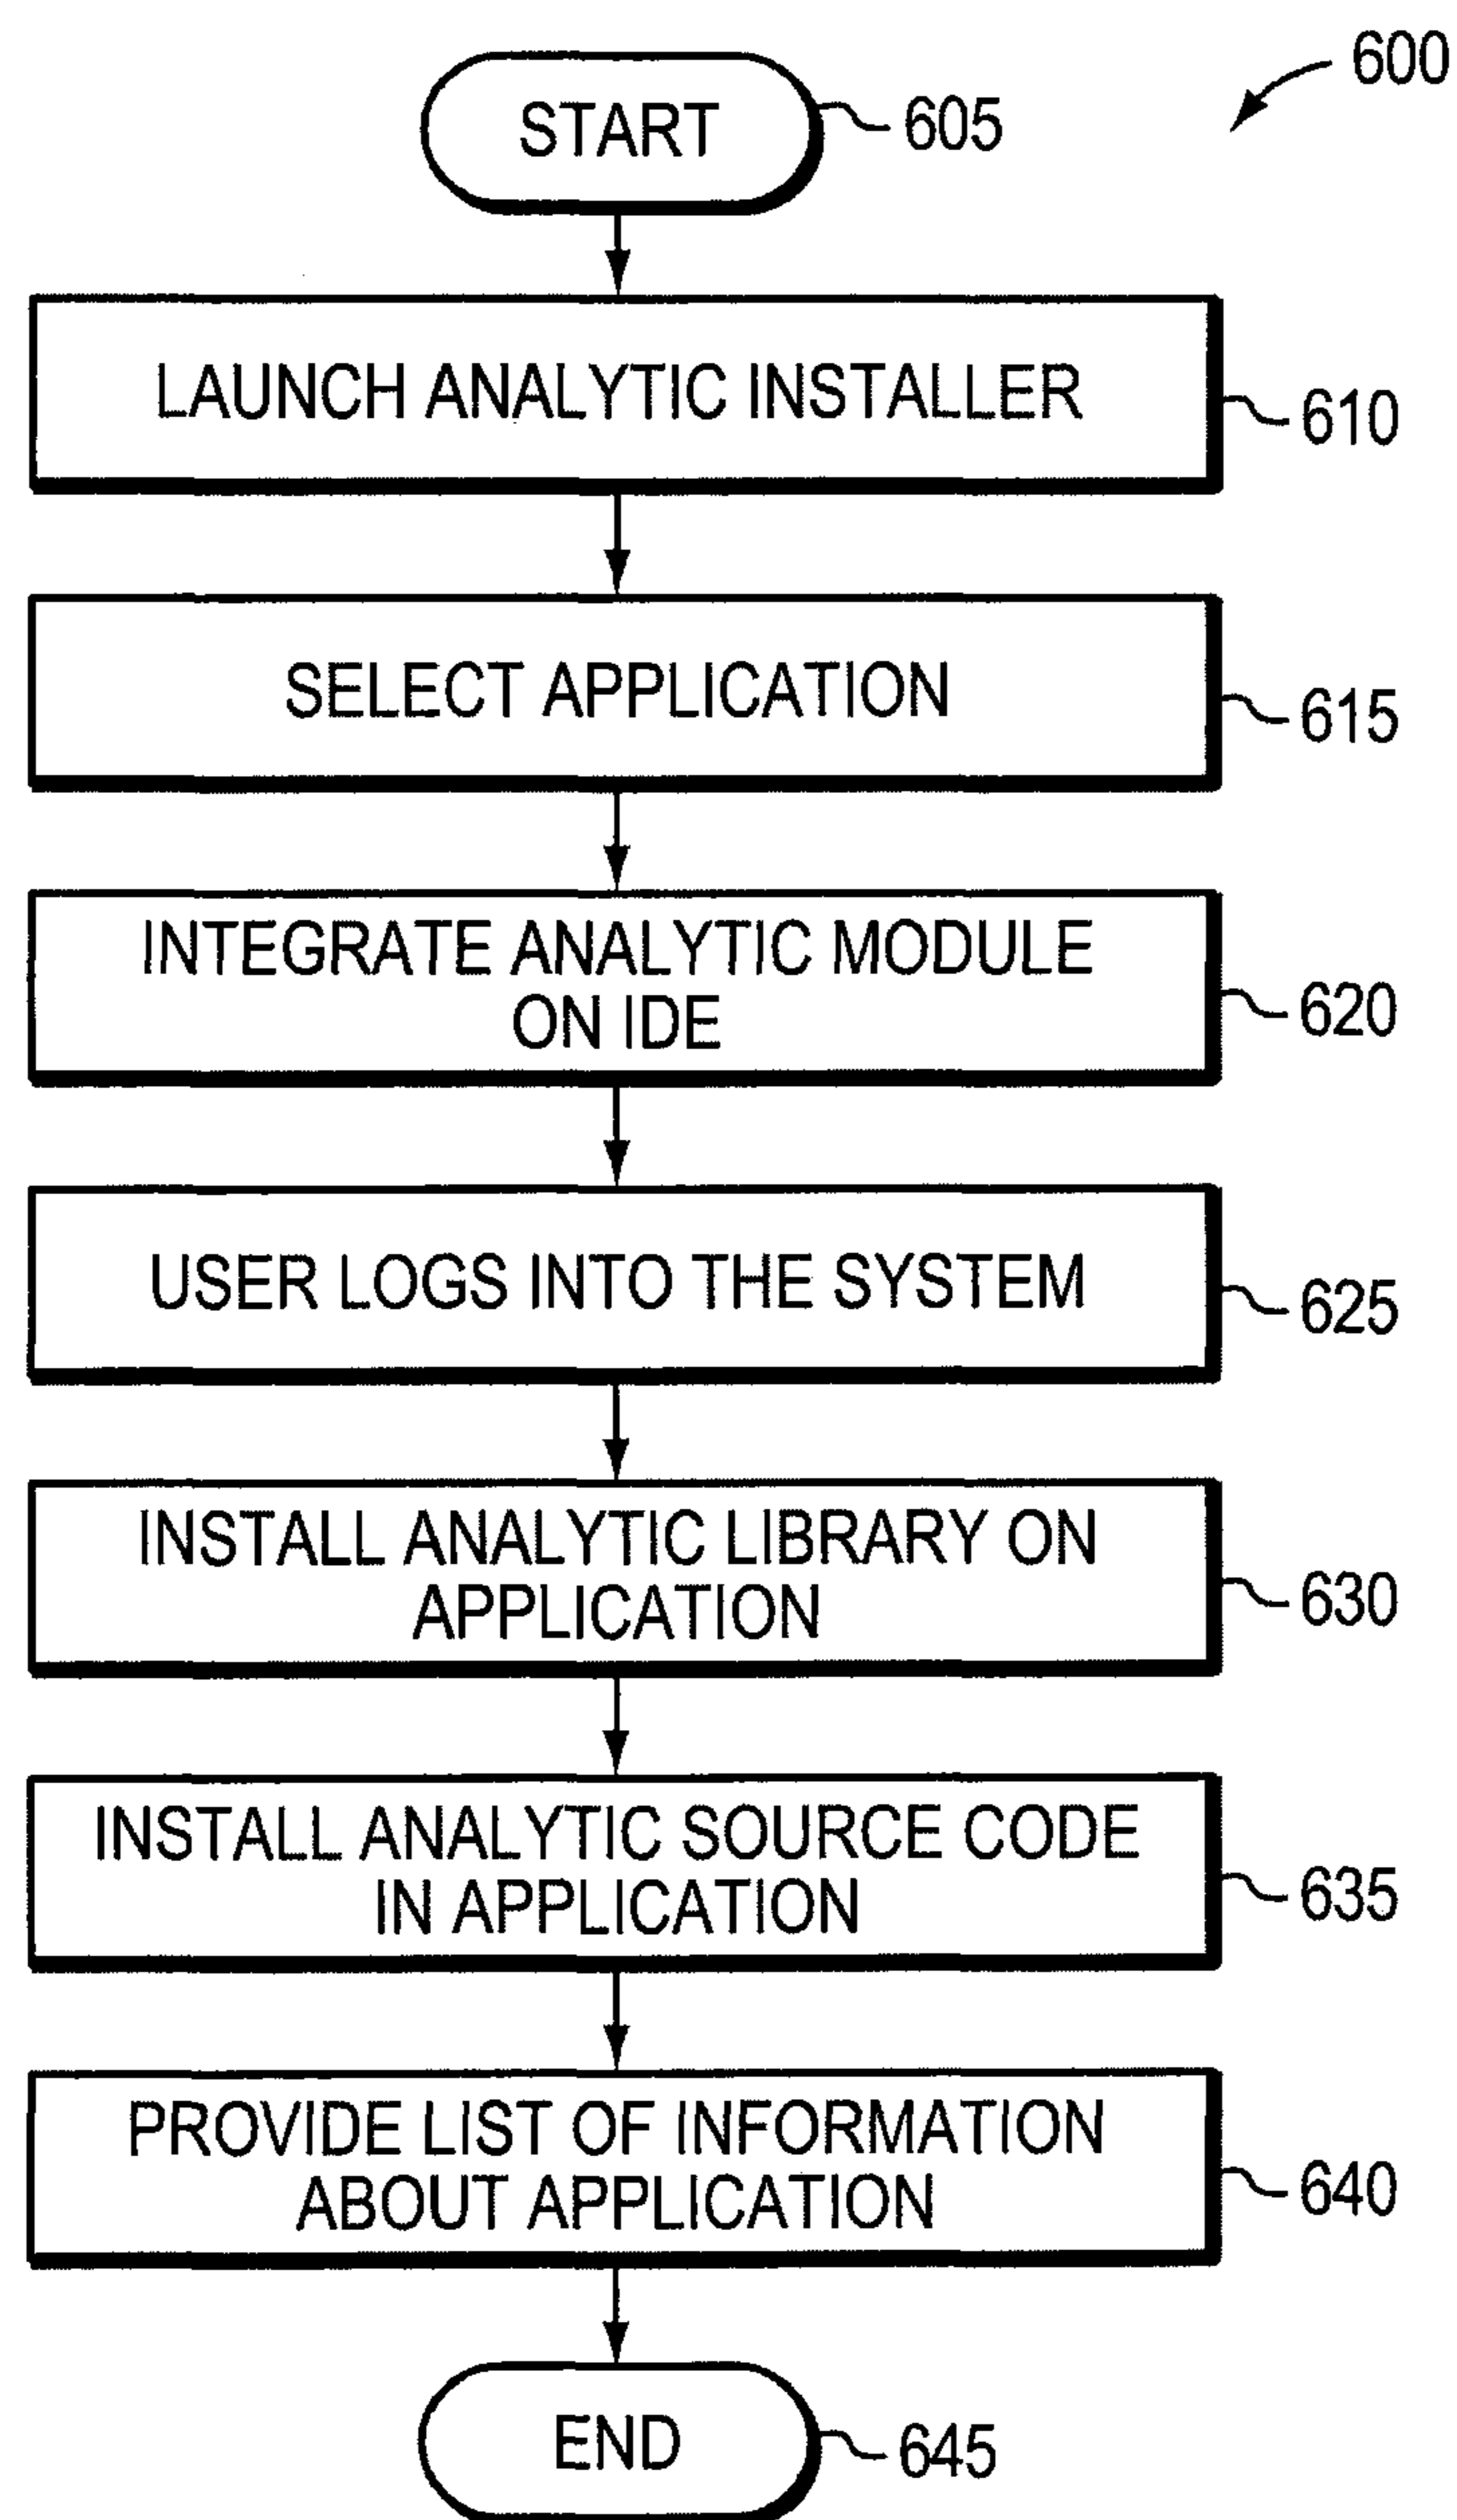 600
START
605
LAUNCH ANALYTIC INSTALLER
610
SELECT APPLICATION
615
INTEGRATE ANALYTIC MODULE
ON IDE
620
USER LOGS INTO THE SYSTEM
625
INSTALL ANALYTIC LIBRARY ON
APPLICATION
630
INSTALL ANALYTIC SOURCE CODE
IN APPLICATION
635
PROVIDE LIST OF INFORMATION
ABOUT APPLICATION
640
END
645